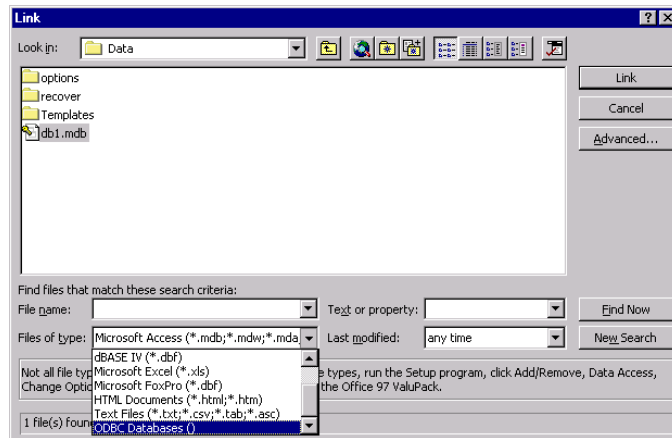 Link
Look in: Data
options
recover
Templates
db1.mdb
Link
Cancel
Advanced...
Find files that match these search criteria:
File name: Text or property: Find Now
Files of type: Microsoft Access (*.mdb;*.mdw;*.mda Last modified: any time New Search
dBASE IV (*.dbf)
Microsoft Excel (*.xls)
Microsoft FoxPro (*.dbf)
HTML Documents (*.html;*.htm)
Text Files (*.txt;*.csv;*.tab;*.asc)
ODBC Databases ()
Not all file types, run the Setup program, click Add/Remove, Data Access,
Change the Office 97 ValuPack.
1 file(s)